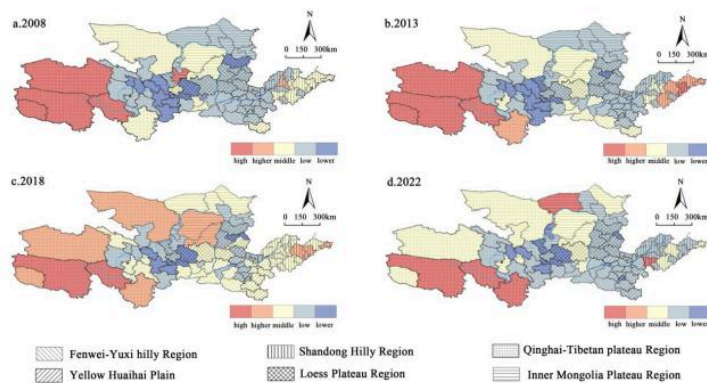 a.2008
N
0 150 300km
high higher middle low lower
b.2013
N
0 150 300km
high higher middle low lower
c.2018
N
0 150 300km
high higher middle low lower
d.2022
N
0 150 300km
high higher middle low lower
Fenwei-Yuxi hilly Region
Shandong Hilly Region
Qinghai-Tibetan plateau Region
Yellow Huaihai Plain
Loess Plateau Region
Inner Mongolia Plateau Region